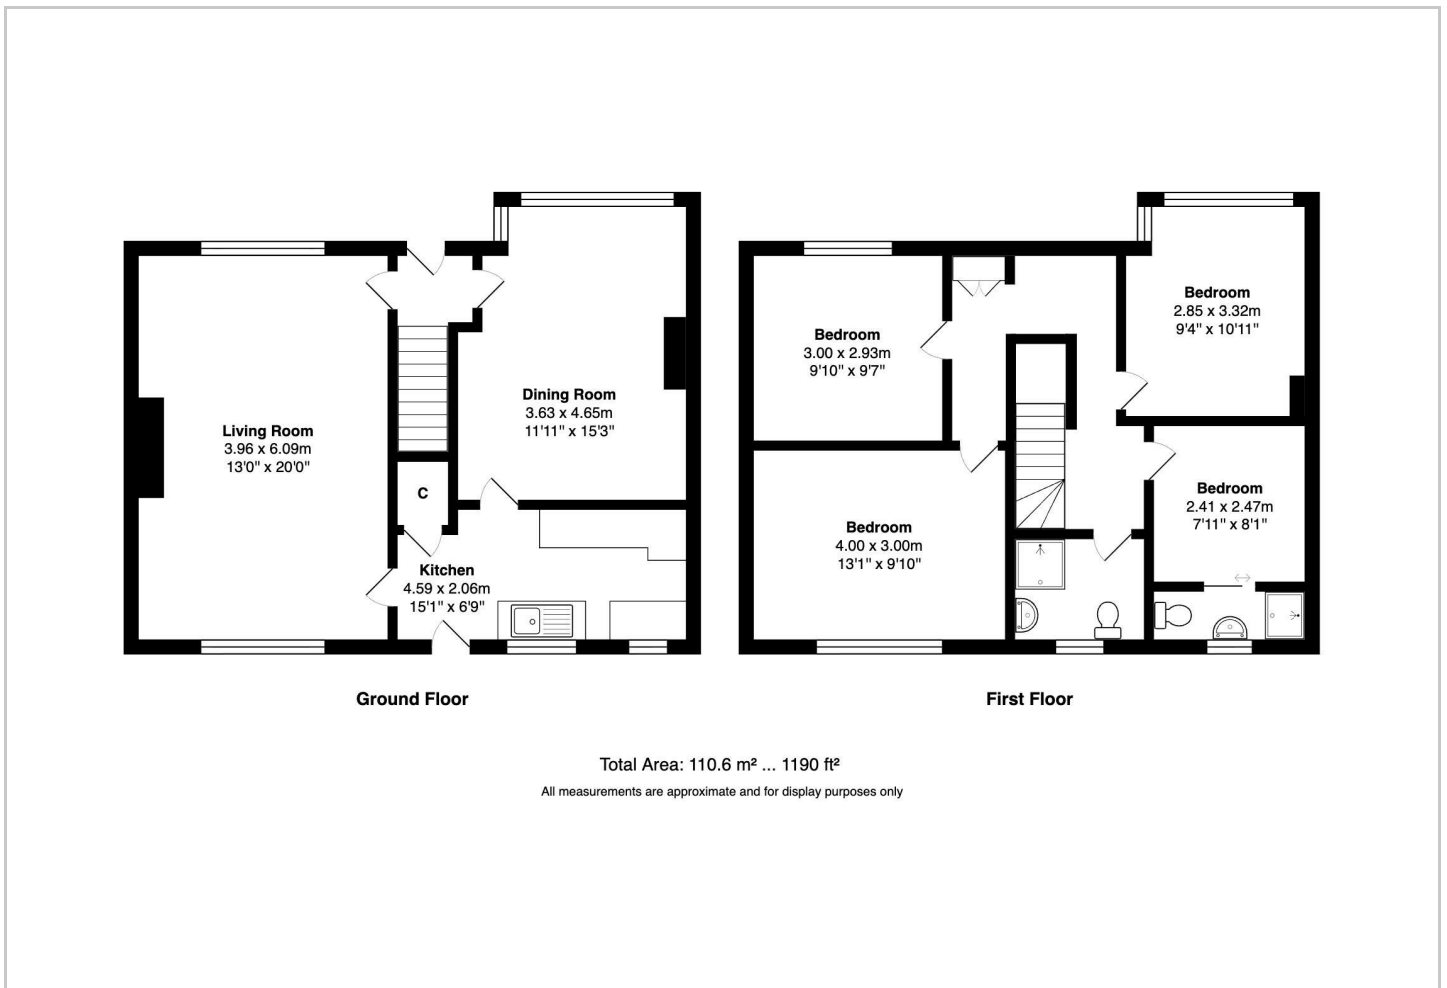 Living Room
3.96 x 6.09m
13'0" x 20'0"
Dining Room
3.63 x 4.65m
11'11" x 15'3"
C
Kitchen
4.59 x 2.06m
15'1" x 6'9"
Ground Floor
Bedroom
3.00 x 2.93m
9'10" x 9'7"
Bedroom
2.85 x 3.32m
9'4" x 10'11"
Bedroom
4.00 x 3.00m
13'1" x 9'10"
Bedroom
2.41 x 2.47m
7'11" x 8'1"
First Floor
Total Area: 110.6 m² ... 1190 ft²
All measurements are approximate and for display purposes only